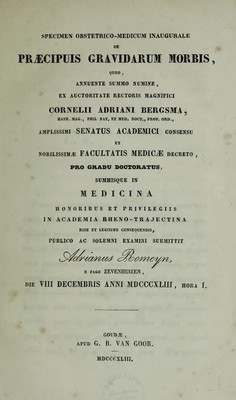 SPECIMEN OBSTETRICO-MEDICUM INAUGURALE
DE
PRÆCIPUIS GRAVIDARUM MORBIS,
QUOD,
ANNUENTE SUMMO NUMINE,
EX AUCTORITATE RECTORIS MAGNIFICI
CORNELII ADRIANI BERGSMA,
MATH. MAG., PHIL. NAT. ET MED. DOCT., PROF. ORD.,
AMPLISSIMI SENATUS ACADEMICI CONSENSU
ET
NOBILISSIMÆ FACULTATIS MEDICÆ DECRETO,
PRO GRADU DOCTORATUS,
SUMMISQUE IN
MEDICINA
HONORIBUS ET PRIVILEGIIS
IN ACADEMIA RHENO-TRAJECTINA
RITE ET LEGITIME CONSEQUENDIS,
PUBLICO AC SOLEMNI EXAMINI SUBMITTIT
Adrianus Romeyn,
E PAGO ZEVENHUIZEN,
DIE VIII DECEMBRIS ANNI MDCCCXLIII, HORA I.
GOUDÆ,
APUD G. B. VAN GOOR.
MDCCCXLIII.